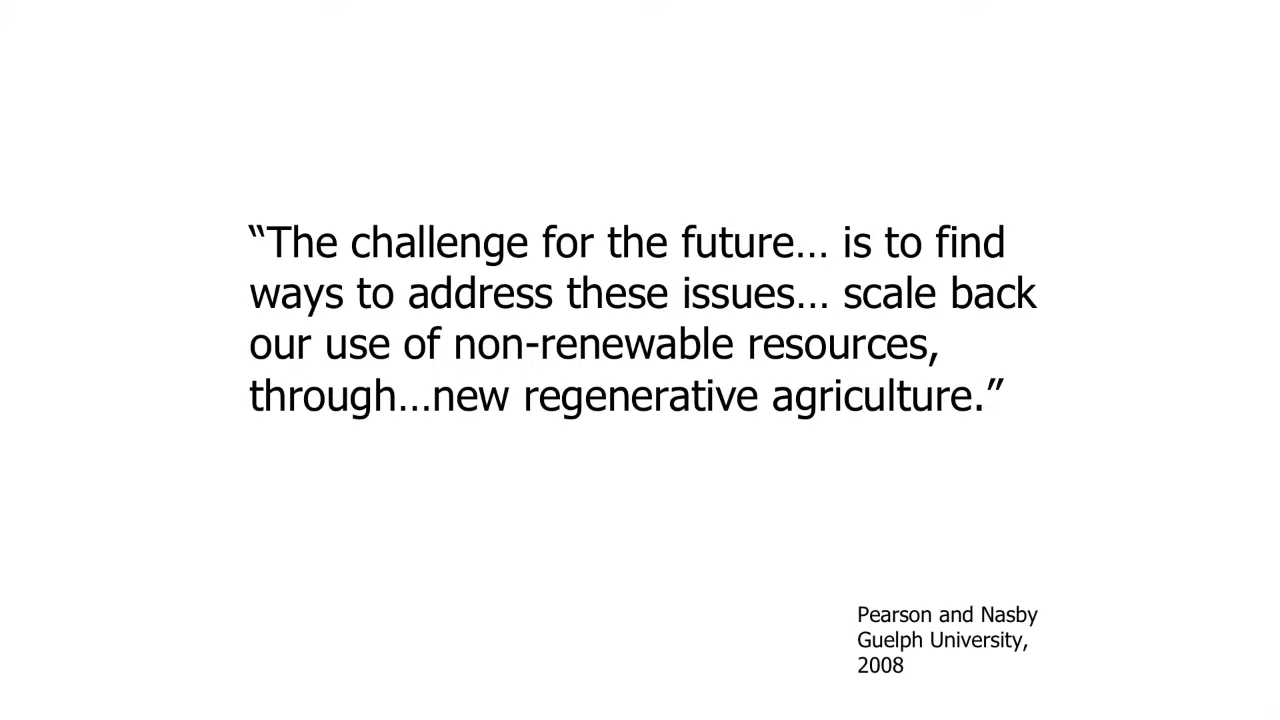 “The challenge for the future… is to find
ways to address these issues… scale back
our use of non-renewable resources,
through…new regenerative agriculture.”
Pearson and Nasby
Guelph University,
2008